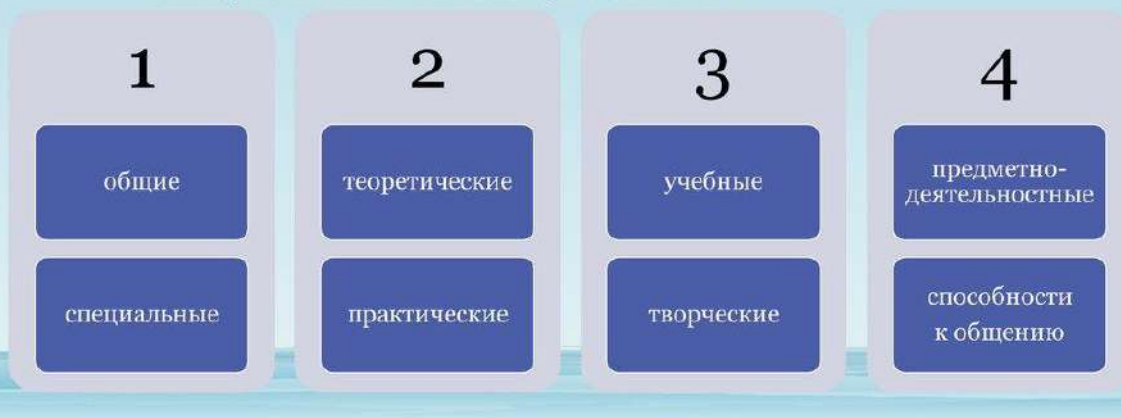 1
общие
специальные
2
теоретические
практические
3
учебные
творческие
4
предметно-
деятельностные
способности
к общению